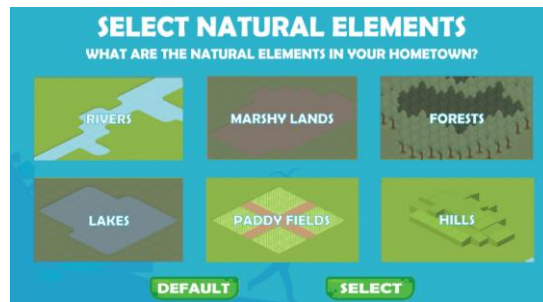 SELECT NATURAL ELEMENTS
WHAT ARE THE NATURAL ELEMENTS IN YOUR HOMETOWN?
RIVERS
MARSHY LANDS
FORESTS
LAKES
PADDY FIELDS
HILLS
DEFAULT
SELECT